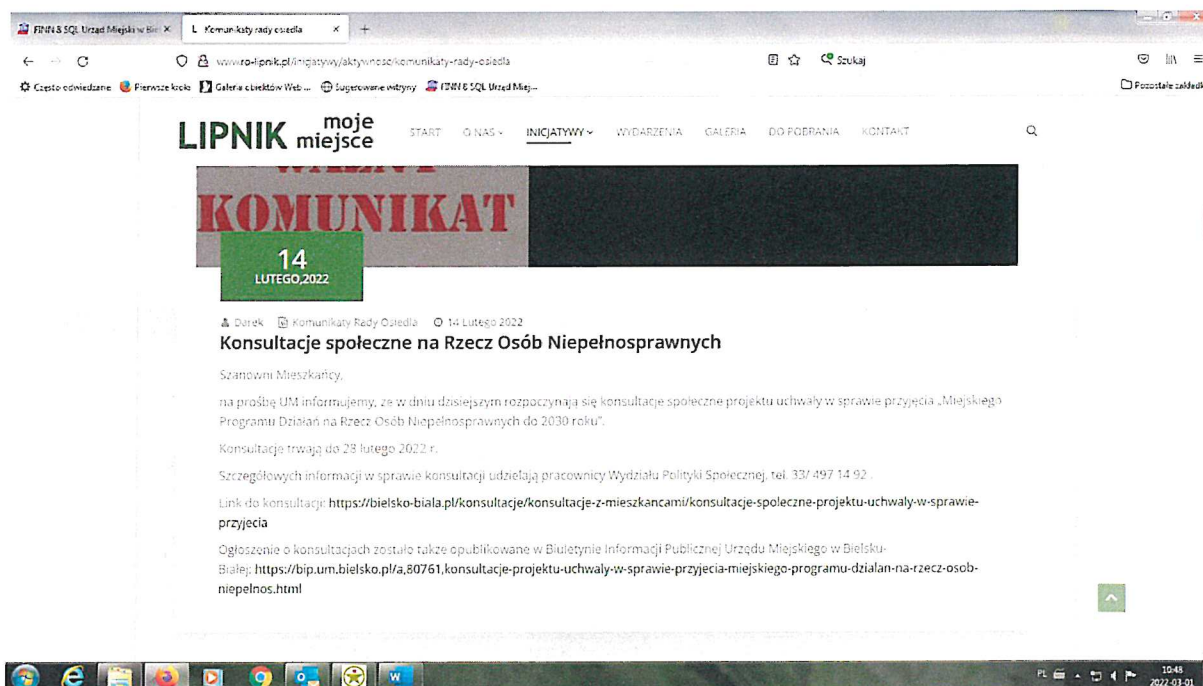 FINN 8 SQL Urząd Miejski w Bie X
L Komunikaty rady osiedla X +
www.ro-lipnik.pl/inicjatywy/aktywnosc/komunikaty-rady-osiedla
Szukaj
Często odwiedzane Pierwsze kroki Galeria obiektów Web ... Sugerowane witryny FINN 8 SQL Urząd Miej...
Pozostałe zakładk
LIPNIK moje miejsce
START O NAS INICJATYWY WYDARZENIA GALERIA DO POBRANIA KONTAKT
WAŻNY
KOMUNIKAT
14
LUTEGO,2022
Darek Komunikaty Rady Osiedla 14 Lutego 2022
Konsultacje społeczne na Rzecz Osób Niepełnosprawnych
Szanowni Mieszkańcy,
na prośbę UM informujemy, że w dniu dzisiejszym rozpoczynają się konsultacje społeczne projektu uchwały w sprawie przyjęcia „Miejskiego
Programu Działań na Rzecz Osób Niepełnosprawnych do 2030 roku".
Konsultacje trwają do 28 lutego 2022 r.
Szczegółowych informacji w sprawie konsultacji udzielają pracownicy Wydziału Polityki Społecznej, tel. 33/ 497 14 92 .
Link do konsultacji: https://bielsko-biala.pl/konsultacje/konsultacje-z-mieszkancami/konsultacje-spoleczne-projektu-uchwaly-w-sprawie-
przyjecia
Ogłoszenie o konsultacjach zostało także opublikowane w Biuletynie Informacji Publicznej Urzędu Miejskiego w Bielsku-
Białej: https://bip.um.bielsko.pl/a,80761,konsultacje-projektu-uchwaly-w-sprawie-przyjecia-miejskiego-programu-dzialan-na-rzecz-osob-
niepelnos.html
PL 10:48
2022-03-01